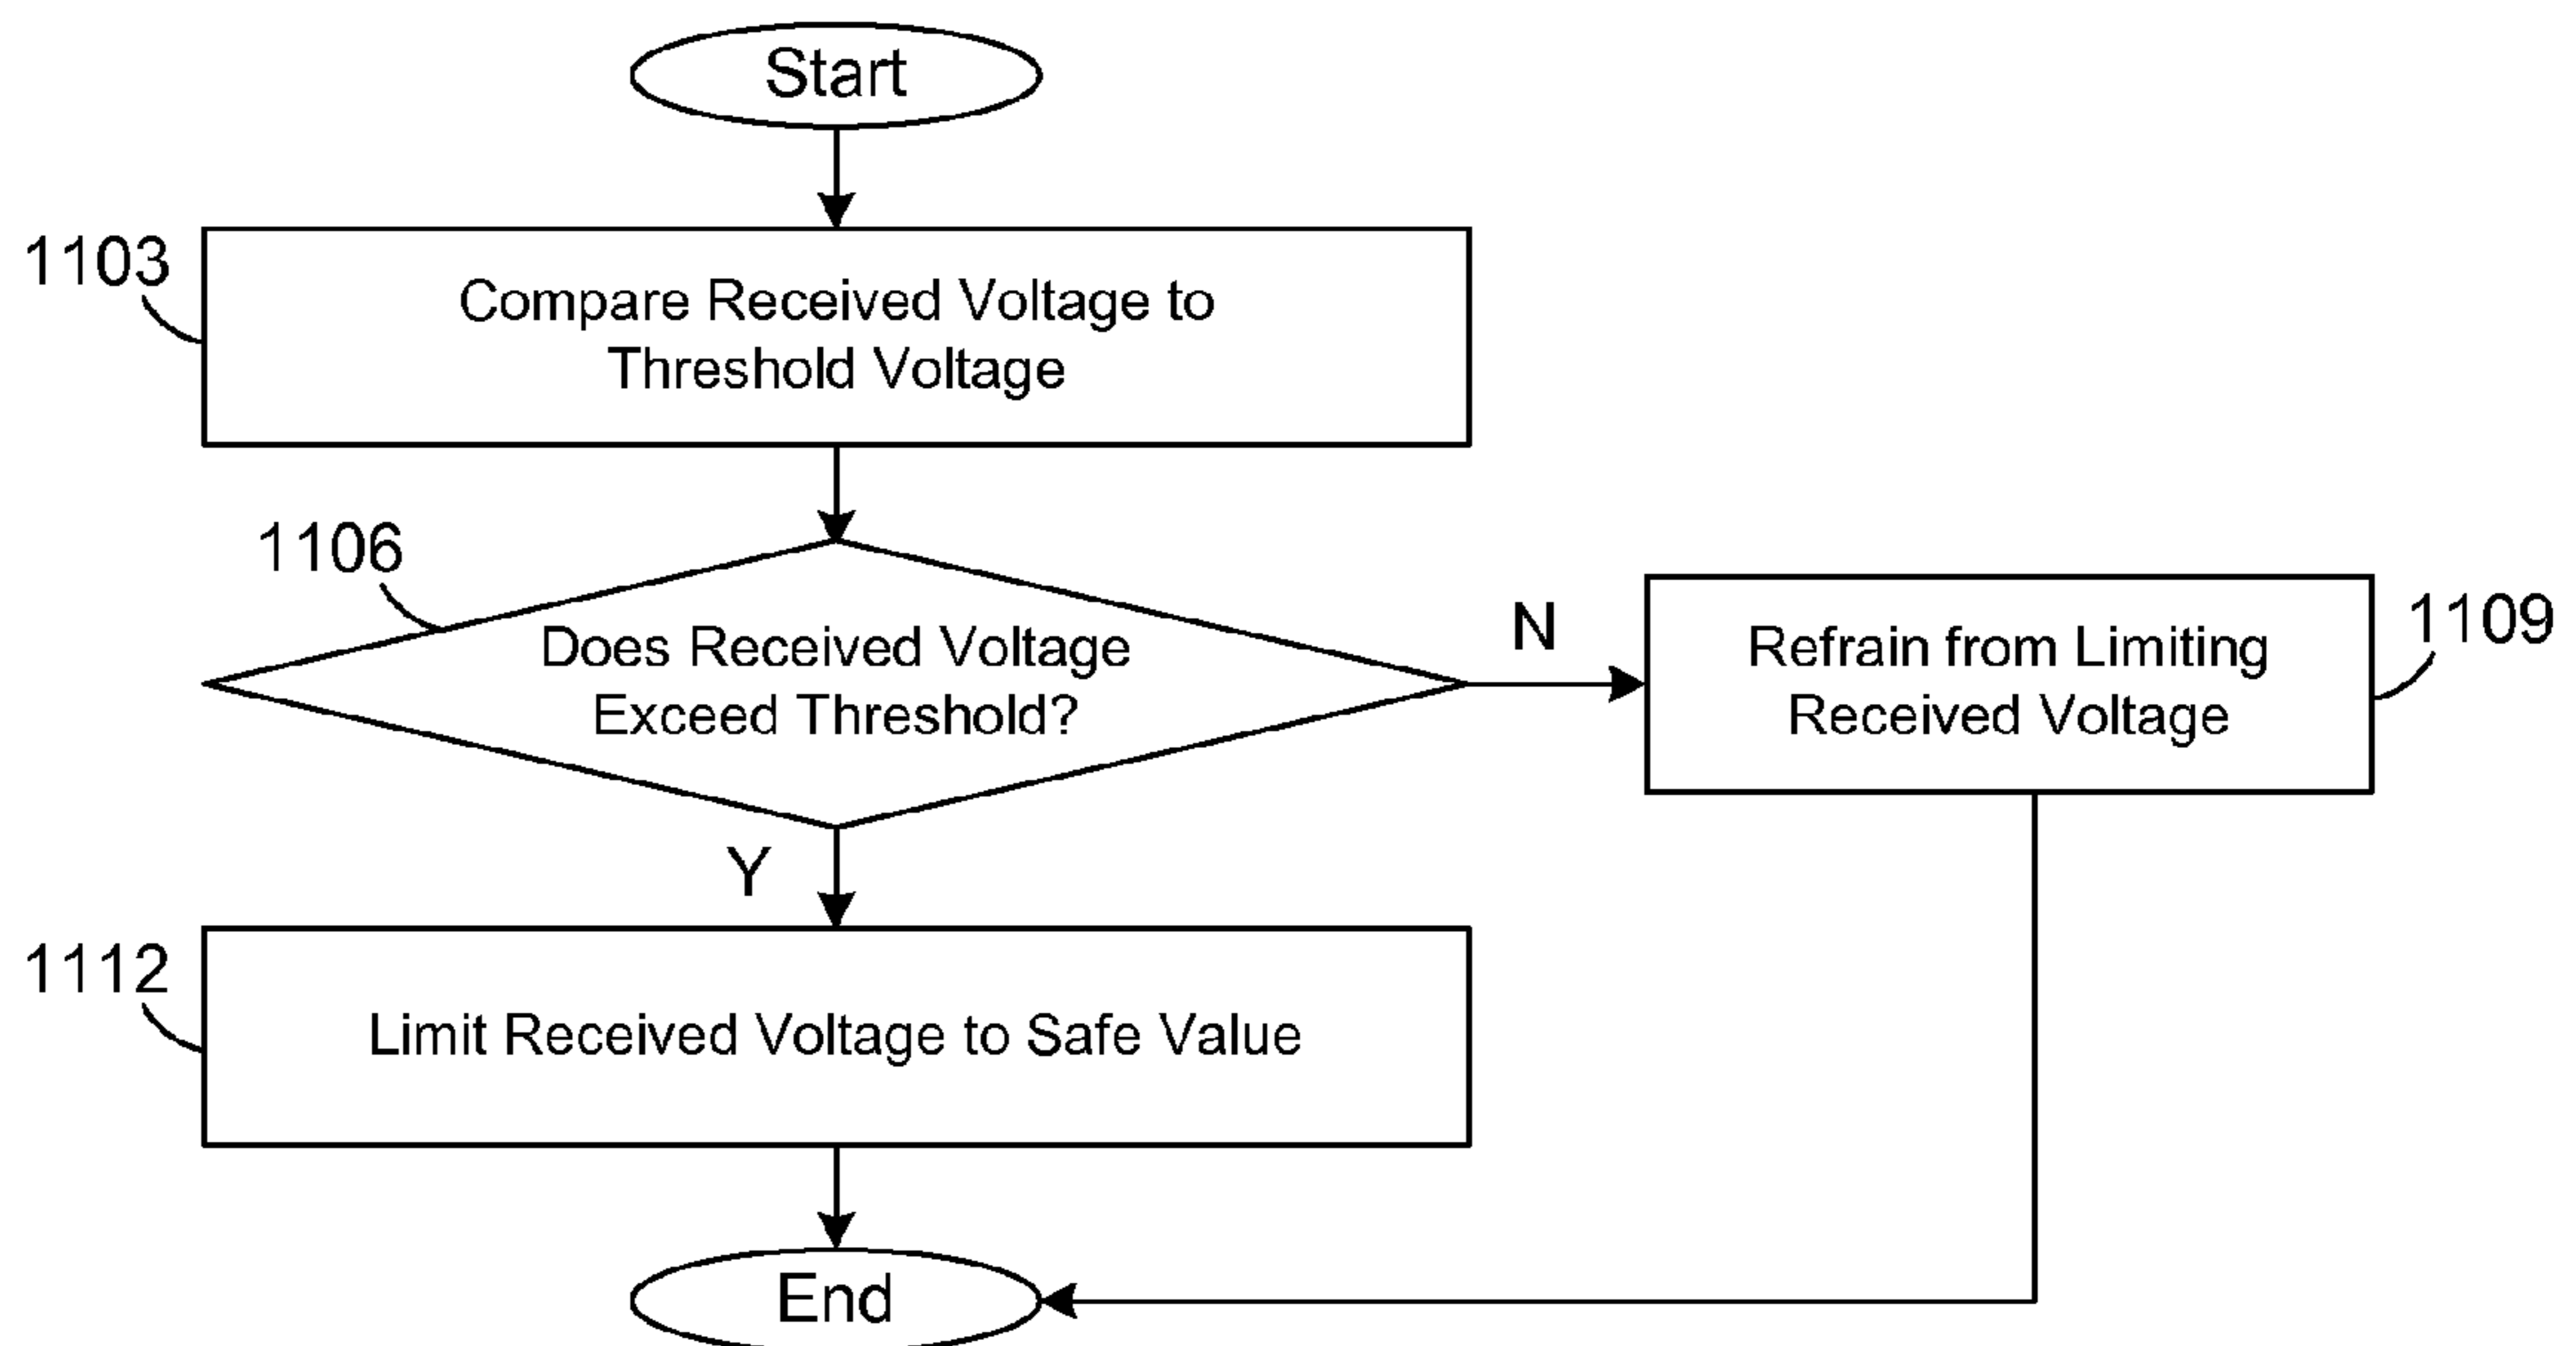 Start
1103
Compare Received Voltage to
Threshold Voltage
1106
Does Received Voltage
Exceed Threshold?
N
Refrain from Limiting
Received Voltage
1109
Y
1112
Limit Received Voltage to Safe Value
End